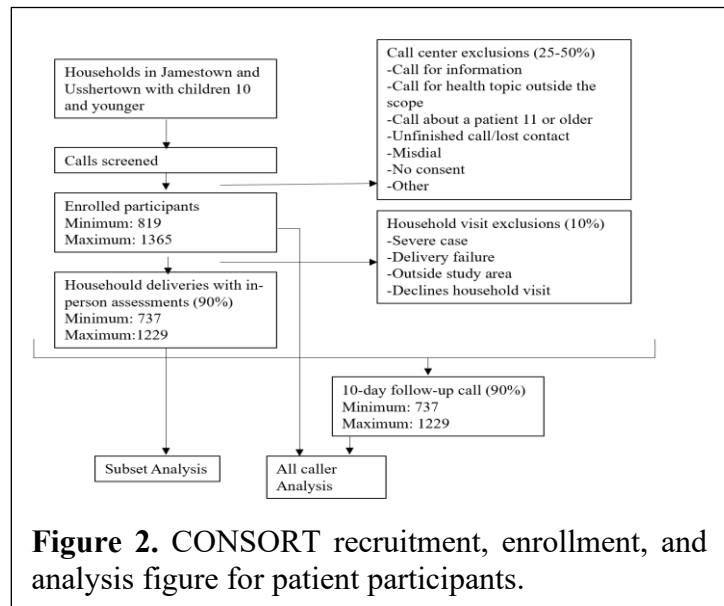 Households in Jamestown and
Usshertown with children 10
and younger
Call center exclusions (25-50%)
-Call for information
-Call for health topic outside the
scope
-Call about a patient 11 or older
-Unfinished call/lost contact
-Misdial
-No consent
-Other
Calls screened
Enrolled participants
Minimum: 819
Maximum: 1365
Household visit exclusions (10%)
-Severe case
-Delivery failure
-Outside study area
-Declines household visit
Househould deliveries with in-
person assessments (90%)
Minimum: 737
Maximum:1229
10-day follow-up call (90%)
Minimum: 737
Maximum: 1229
Subset Analysis
All caller
Analysis
Figure 2. CONSORT recruitment, enrollment, and
analysis figure for patient participants.